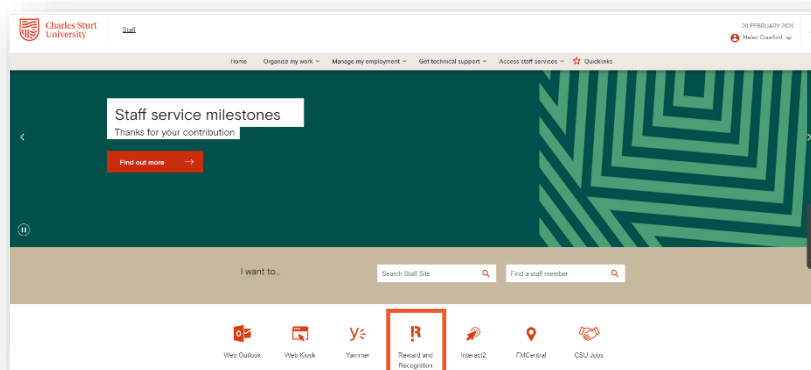 Charles Sturt
University
Staff
20 FEBRUARY 2020
Helen Crawford
Home Organise my work Manage my employment Get technical support Access staff services Quicklinks
Staff service milestones
Thanks for your contribution
Find out more
I want to..
Search Staff Site
Find a staff member
Web Outlook Web Kiosk Yammer Reward and Recognition Interact2 FMCentral CSU Jobs